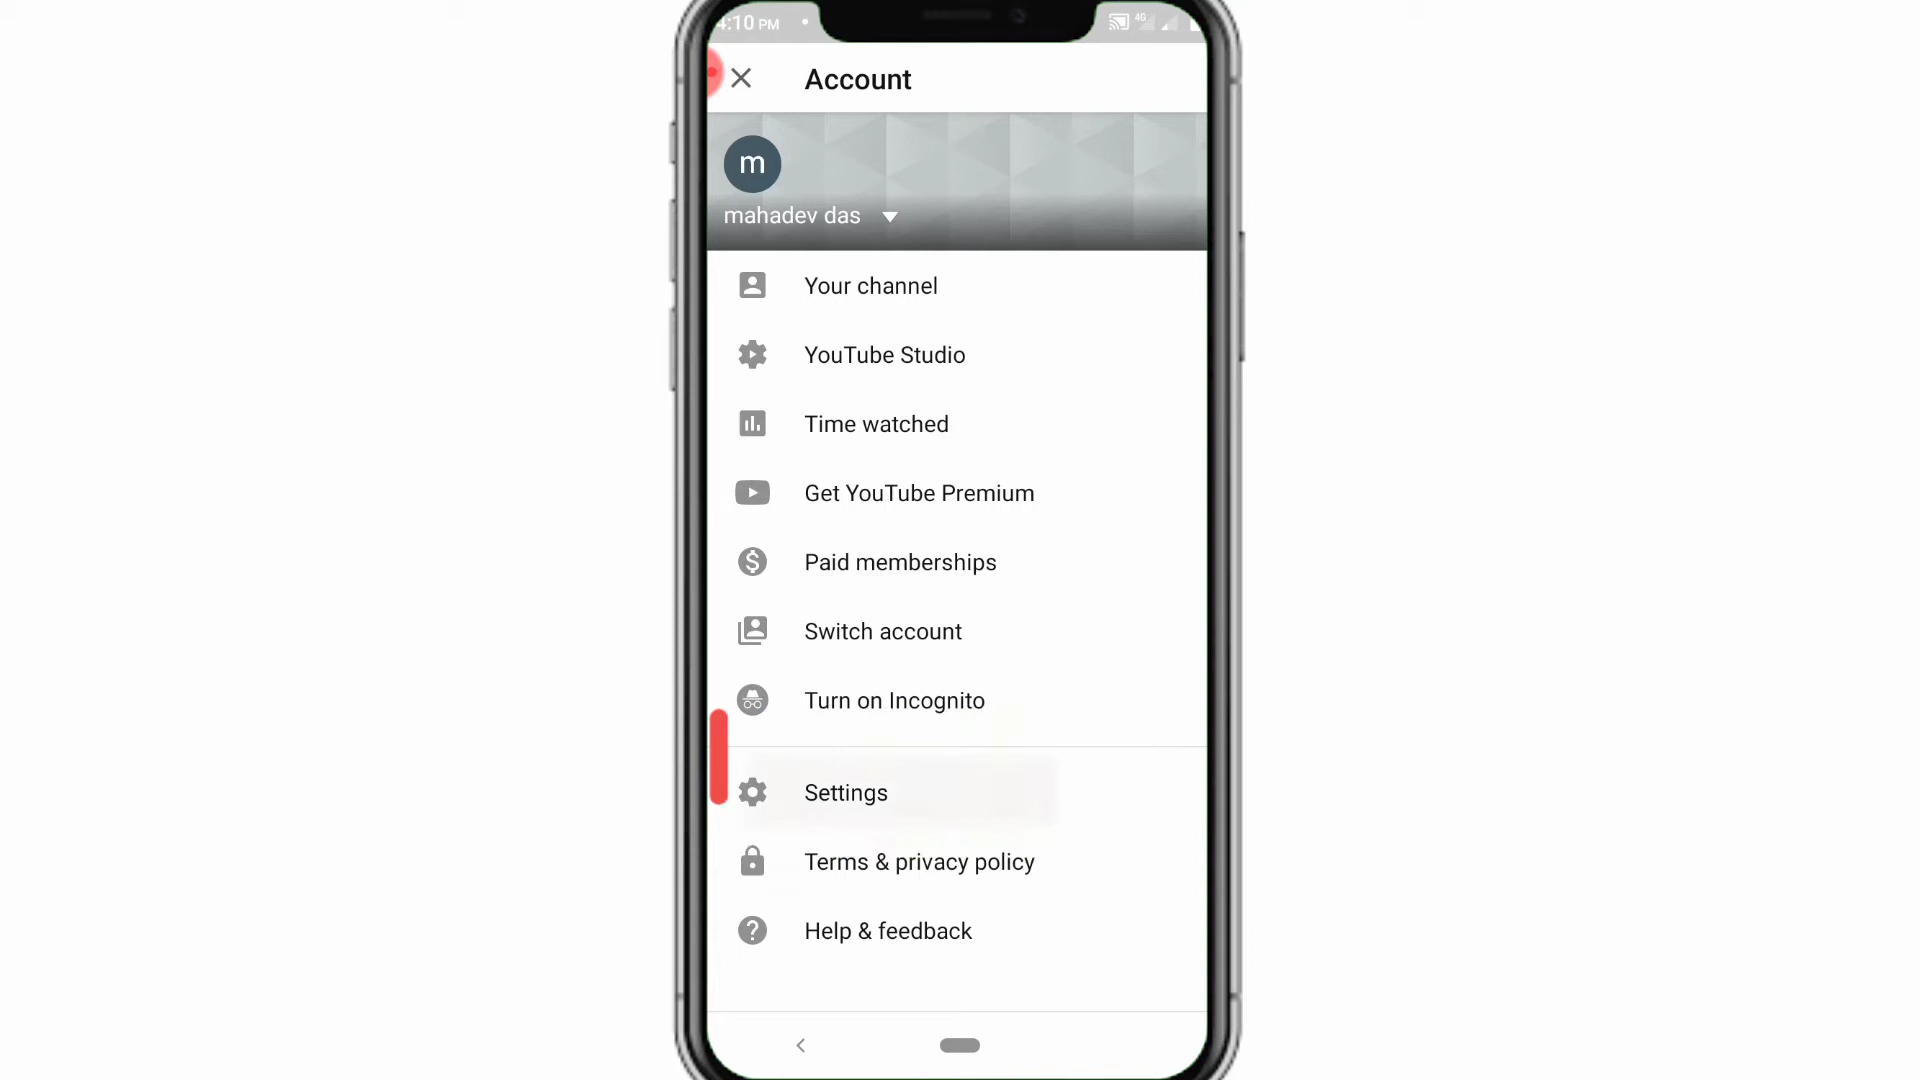 4:10 PM
4G
Account
m
mahadev das
Your channel
YouTube Studio
Time watched
Get YouTube Premium
Paid memberships
Switch account
Turn on Incognito
Settings
Terms & privacy policy
Help & feedback